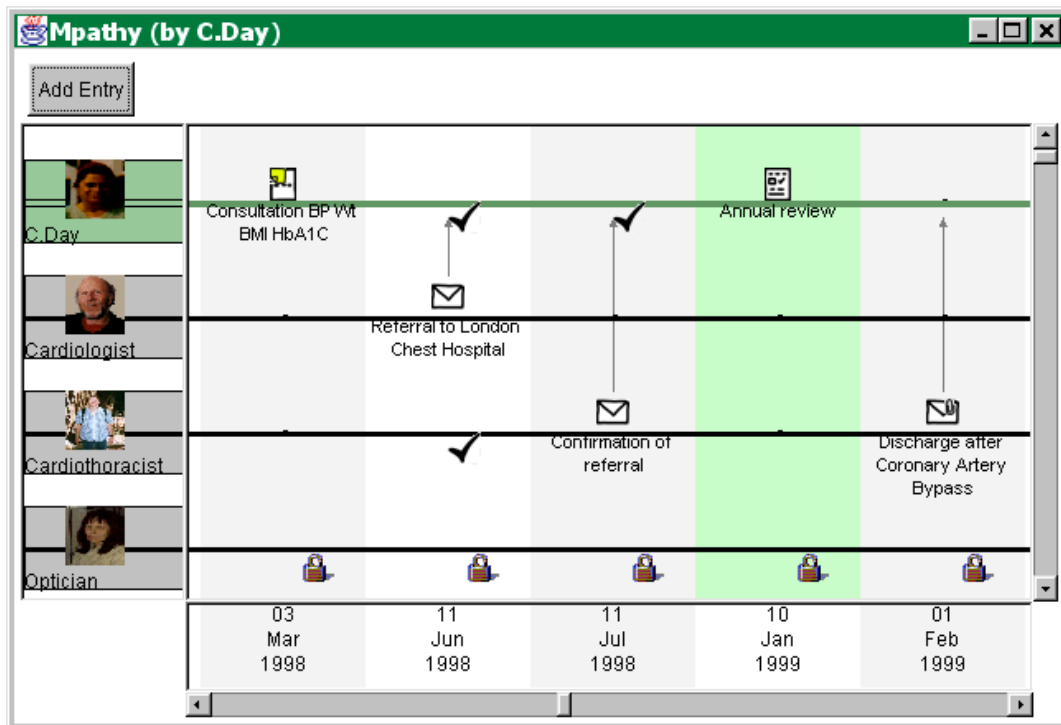 Mpathy (by C.Day)
Add Entry
C.Day
Consultation BP Wt
BMI HbA1C
Annual review
Cardiologist
Referral to London
Chest Hospital
Cardiothoracist
Confirmation of
referral
Discharge after
Coronary Artery
Bypass
Optician
03
Mar
1998
11
Jun
1998
11
Jul
1998
10
Jan
1999
01
Feb
1999